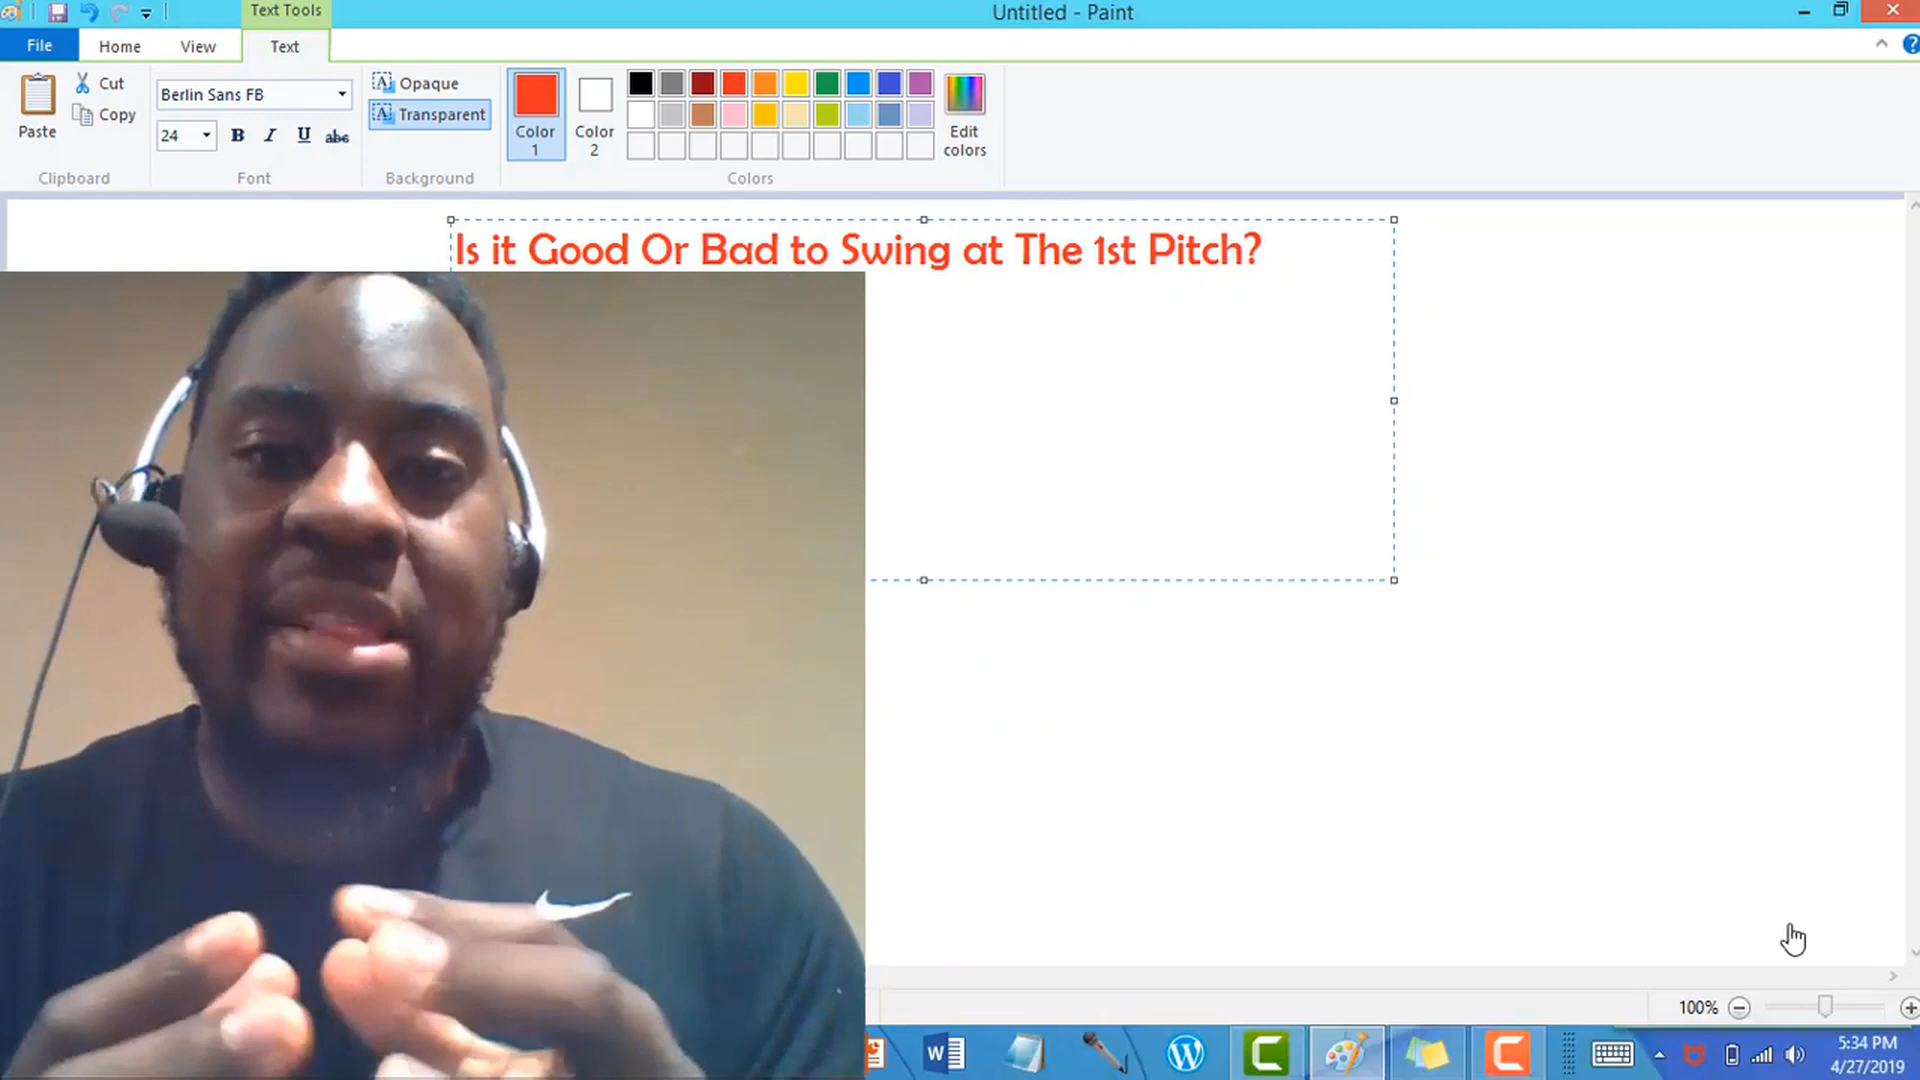 Text Tools
Untitled - Paint
File
Home
View
Text
Paste
Cut
Copy
Clipboard
Berlin Sans FB
24
B I U abc
Font
Opaque
Transparent
Background
Color
1
Color
2
Colors
Edit
colors
Is it Good Or Bad to Swing at The 1st Pitch?
100%
5:34 PM
4/27/2019